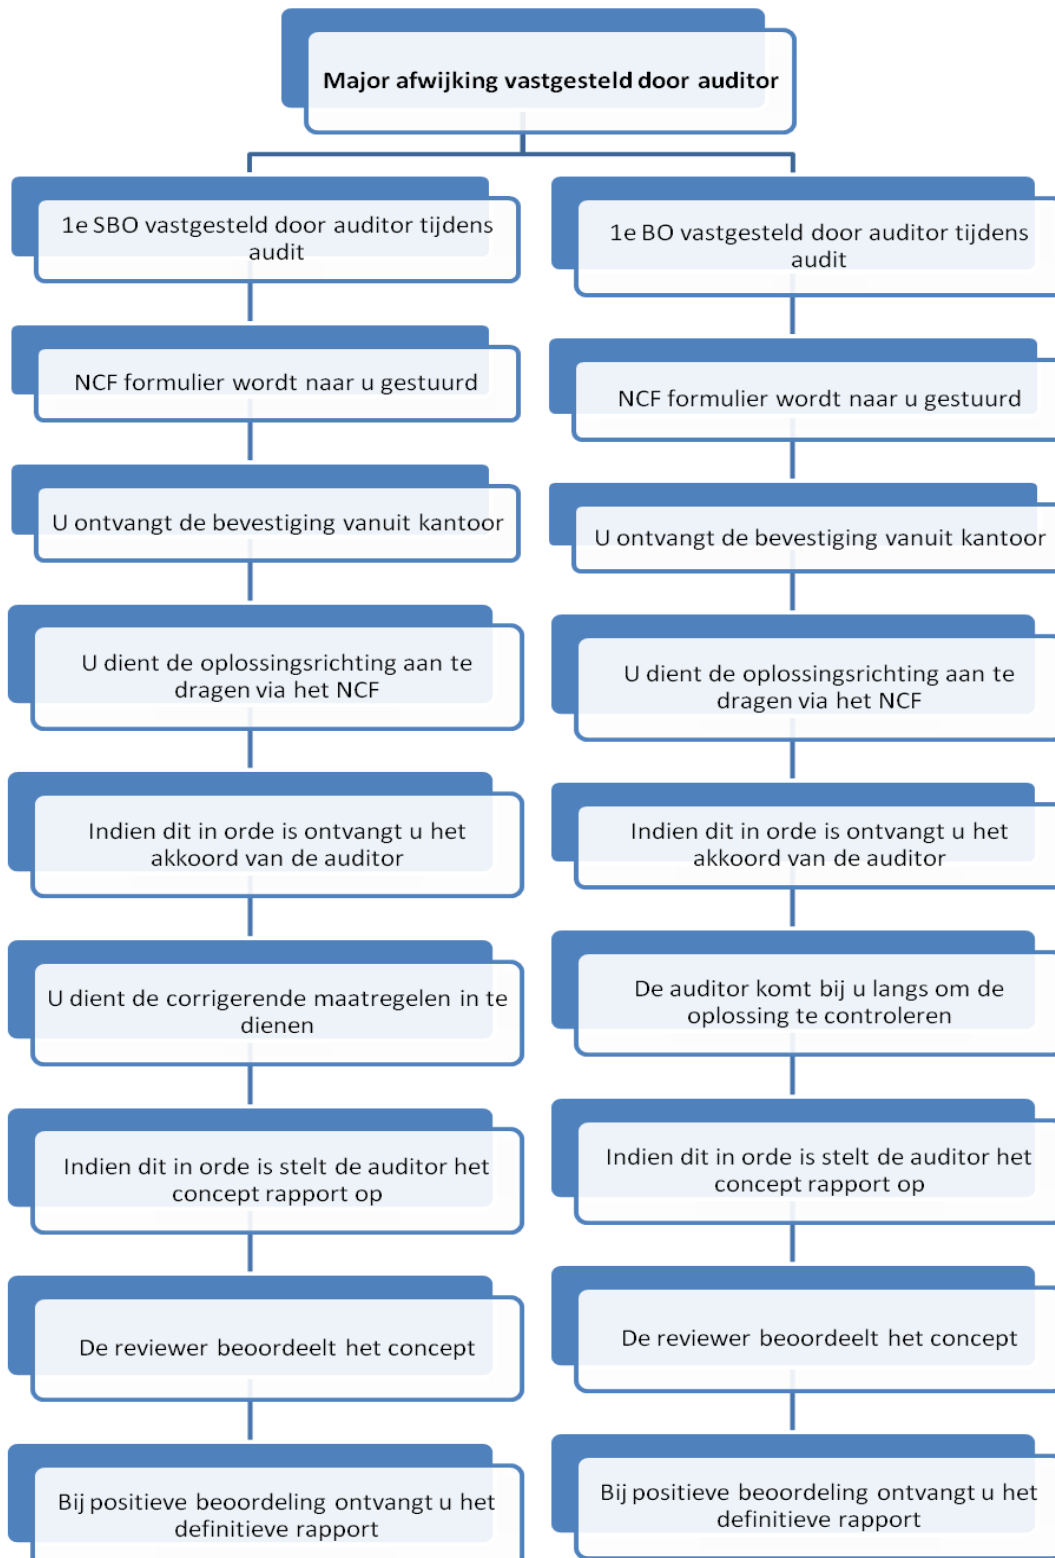 Major afwijking vastgesteld door auditor
1e SBO vastgesteld door auditor tijdens
audit
NCF formulier wordt naar u gestuurd
U ontvangt de bevestiging vanuit kantoor
U dient de oplossingsrichting aan te
dragen via het NCF
Indien dit in orde is ontvangt u het
akkoord van de auditor
U dient de corrigerende maatregelen in te
dienen
Indien dit in orde is stelt de auditor het
concept rapport op
De reviewer beoordeelt het concept
Bij positieve beoordeling ontvangt u het
definitieve rapport
1e BO vastgesteld door auditor tijdens
audit
NCF formulier wordt naar u gestuurd
U ontvangt de bevestiging vanuit kantoor
U dient de oplossingsrichting aan te
dragen via het NCF
Indien dit in orde is ontvangt u het
akkoord van de auditor
De auditor komt bij u langs om de
oplossing te controleren
Indien dit in orde is stelt de auditor het
concept rapport op
De reviewer beoordeelt het concept
Bij positieve beoordeling ontvangt u het
definitieve rapport